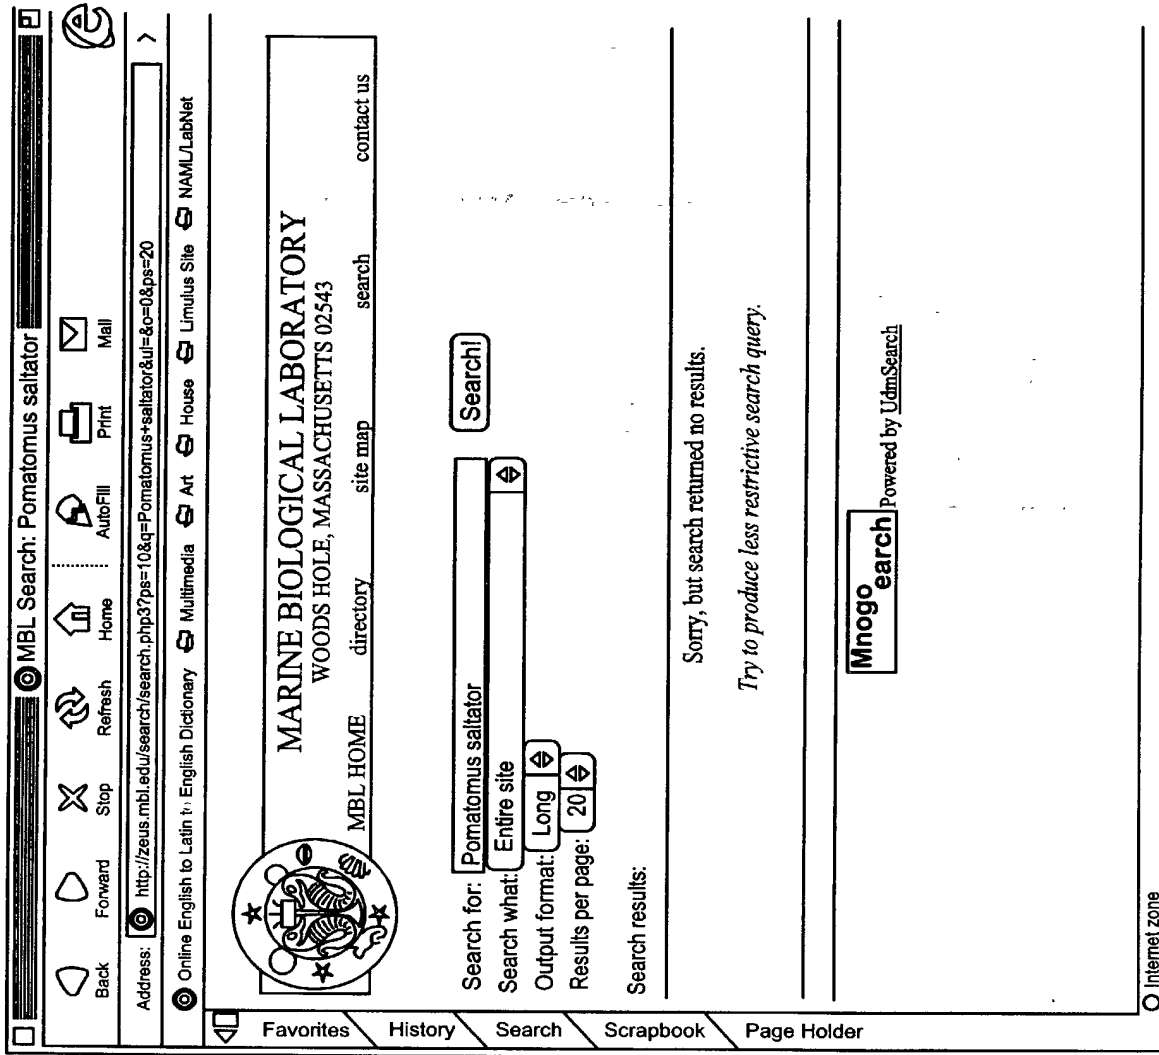 MBL Search: Pomatomus saltator
Back Forward Stop Refresh Home AutoFill Print Mail
Address: http://zeus.mbl.edu/search/search.php3?ps=10&q=Pomatomus+saltator&ul=&o=0&ps=20
Online English to Latin to English Dictionary Multimedia Art House Limulus Site NAML/LabNet
Favorites
History
Search
Scrapbook
Page Holder
MARINE BIOLOGICAL LABORATORY
WOODS HOLE, MASSACHUSETTS 02543
MBL HOME directory site map search contact us
Search for: Pomatomus saltator Search!
Search what: Entire site
Output format: Long
Results per page: 20
Search results:
Sorry, but search returned no results.
Try to produce less restrictive search query.
Mnogo
earch Powered by UdmSearch
Internet zone